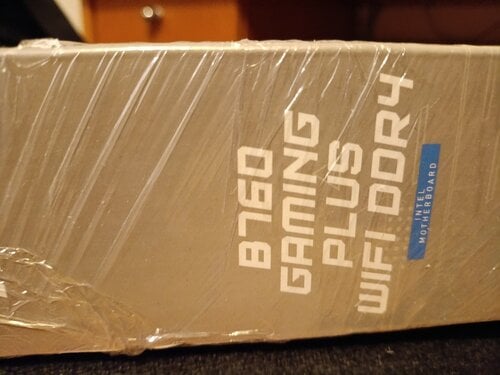 B760
GAMING
PLUS
WIFI DDR4
INTEL
MOTHERBOARD